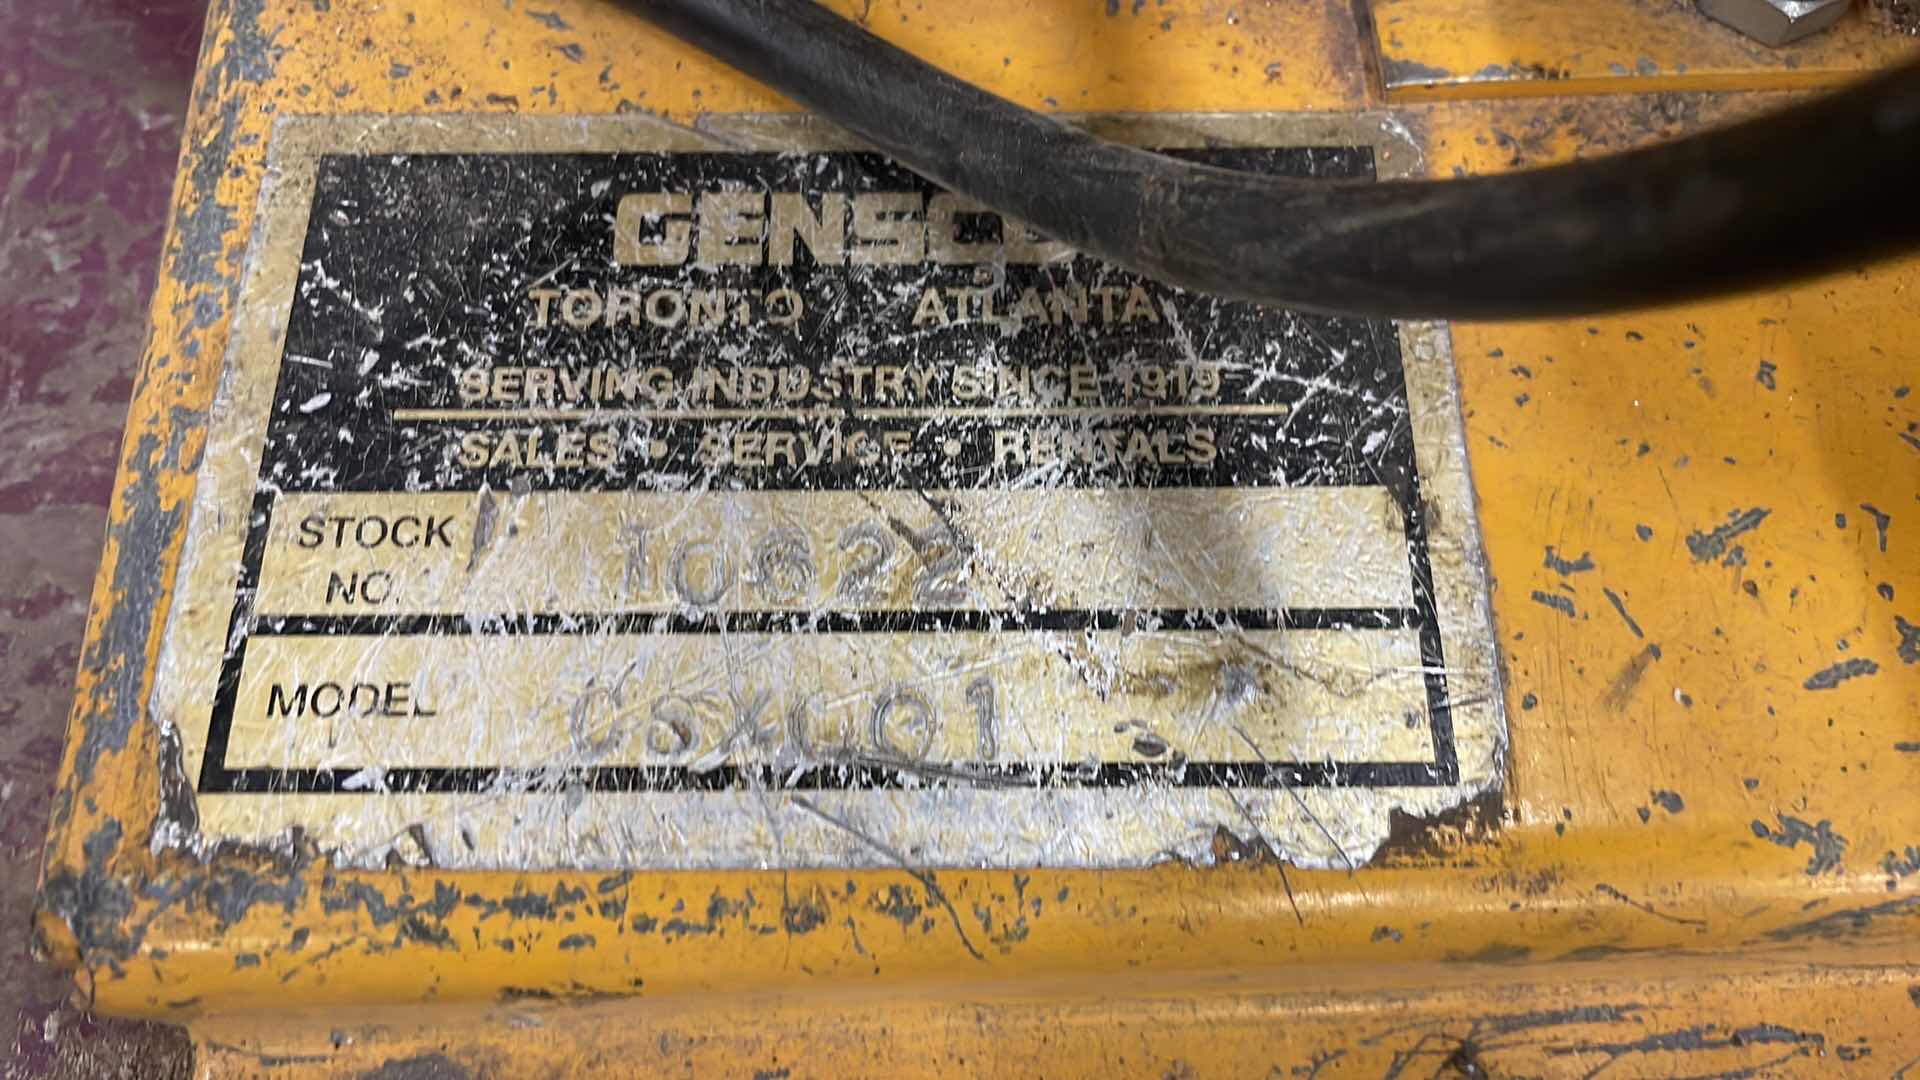 GENSCO
TORONTO ATLANTA
SERVING INDUSTRY SINCE 1919
SALES • SERVICE • RENTALS
STOCK NO. 10622
MODEL